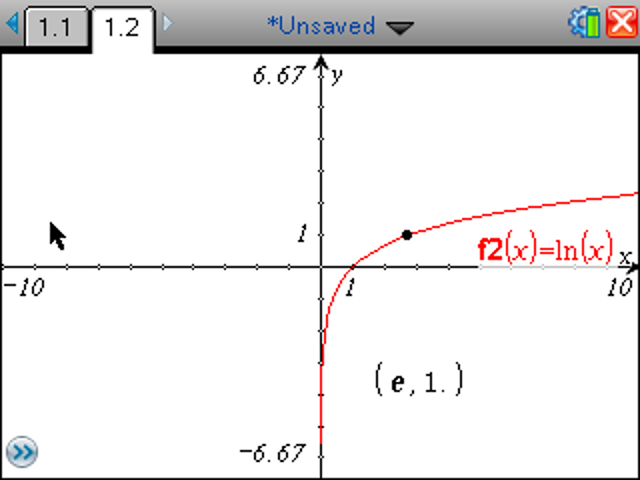 1.1 1.2 *Unsaved
6.67 y
1
f2(x)=ln(x) x
-10 1 10
(e,1.)
-6.67